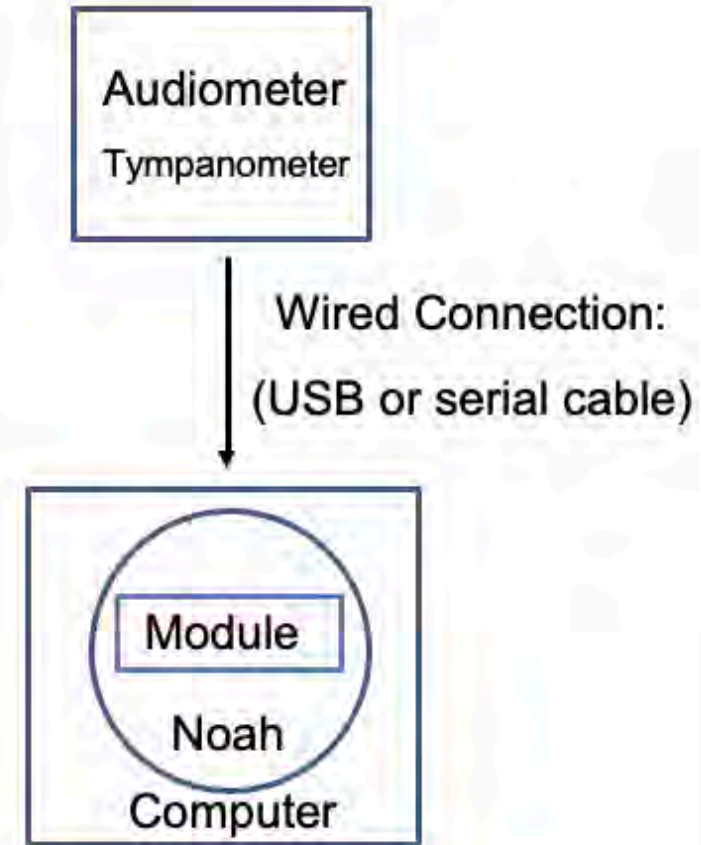 Audiometer
Tympanometer
Wired Connection:
(USB or serial cable)
Module
Noah
Computer